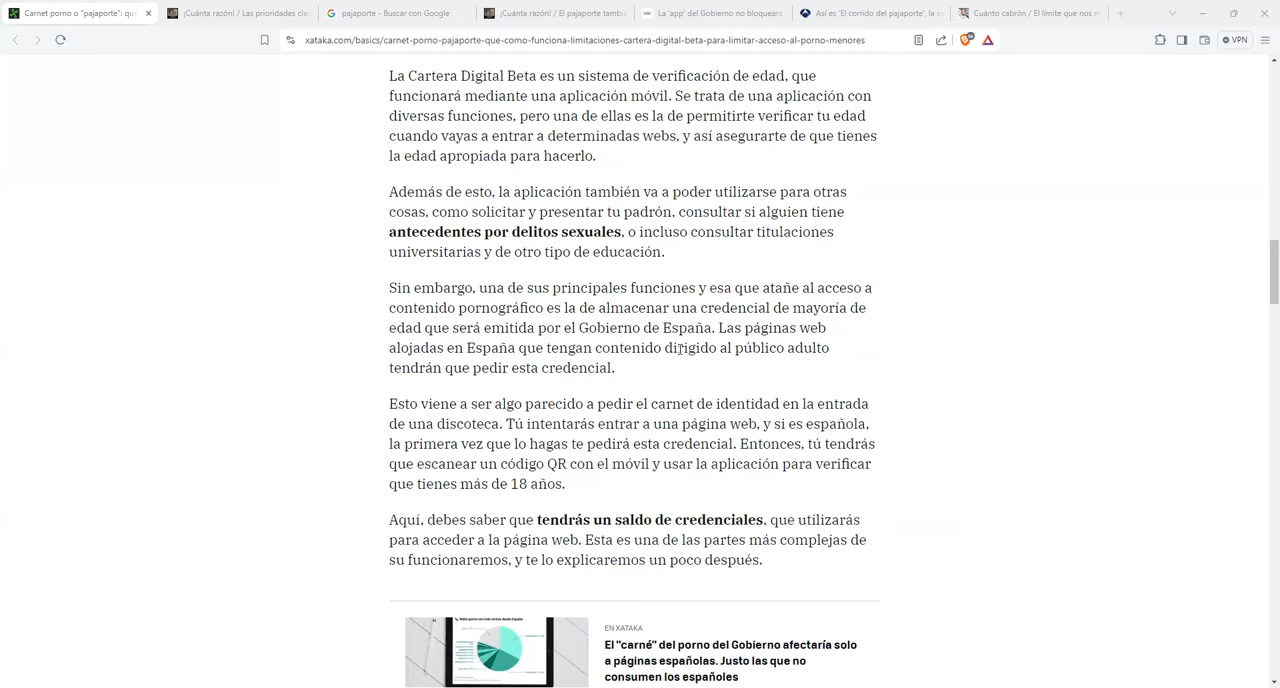 Carnet porno o "pajaporte": qué
¡Cuánta razón! / Las prioridades cla
pajaporte - Buscar con Google
¡Cuánta razón! / El pajaporte tambié
La 'app' del Gobierno no bloqueará
Así es 'El corrido del pajaporte', la c
Cuánto cabrón / El límite que nos m
xataka.com/basics/carnet-porno-pajaporte-que-como-funciona-limitaciones-cartera-digital-beta-para-limitar-acceso-al-porno-menores
VPN
La Cartera Digital Beta es un sistema de verificación de edad, que
funcionará mediante una aplicación móvil. Se trata de una aplicación con
diversas funciones, pero una de ellas es la de permitirte verificar tu edad
cuando vayas a entrar a determinadas webs, y así asegurarte de que tienes
la edad apropiada para hacerlo.
Además de esto, la aplicación también va a poder utilizarse para otras
cosas, como solicitar y presentar tu padrón, consultar si alguien tiene
antecedentes por delitos sexuales, o incluso consultar titulaciones
universitarias y de otro tipo de educación.
Sin embargo, una de sus principales funciones y esa que atañe al acceso a
contenido pornográfico es la de almacenar una credencial de mayoría de
edad que será emitida por el Gobierno de España. Las páginas web
alojadas en España que tengan contenido dirigido al público adulto
tendrán que pedir esta credencial.
Esto viene a ser algo parecido a pedir el carnet de identidad en la entrada
de una discoteca. Tú intentarás entrar a una página web, y si es española,
la primera vez que lo hagas te pedirá esta credencial. Entonces, tú tendrás
que escanear un código QR con el móvil y usar la aplicación para verificar
que tienes más de 18 años.
Aquí, debes saber que tendrás un saldo de credenciales, que utilizarás
para acceder a la página web. Esta es una de las partes más complejas de
su funcionaremos, y te lo explicaremos un poco después.
EN XATAKA
El "carné" del porno del Gobierno afectaría solo
a páginas españolas. Justo las que no
consumen los españoles